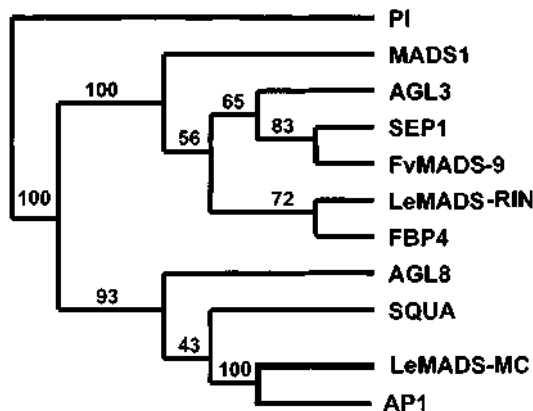 PI
MADS1
100
AGL3
65
SEP1
83
56
FvMADS-9
LeMADS-RIN
72
100
FBP4
AGL8
93
SQUA
43
LeMADS-MC
100
AP1